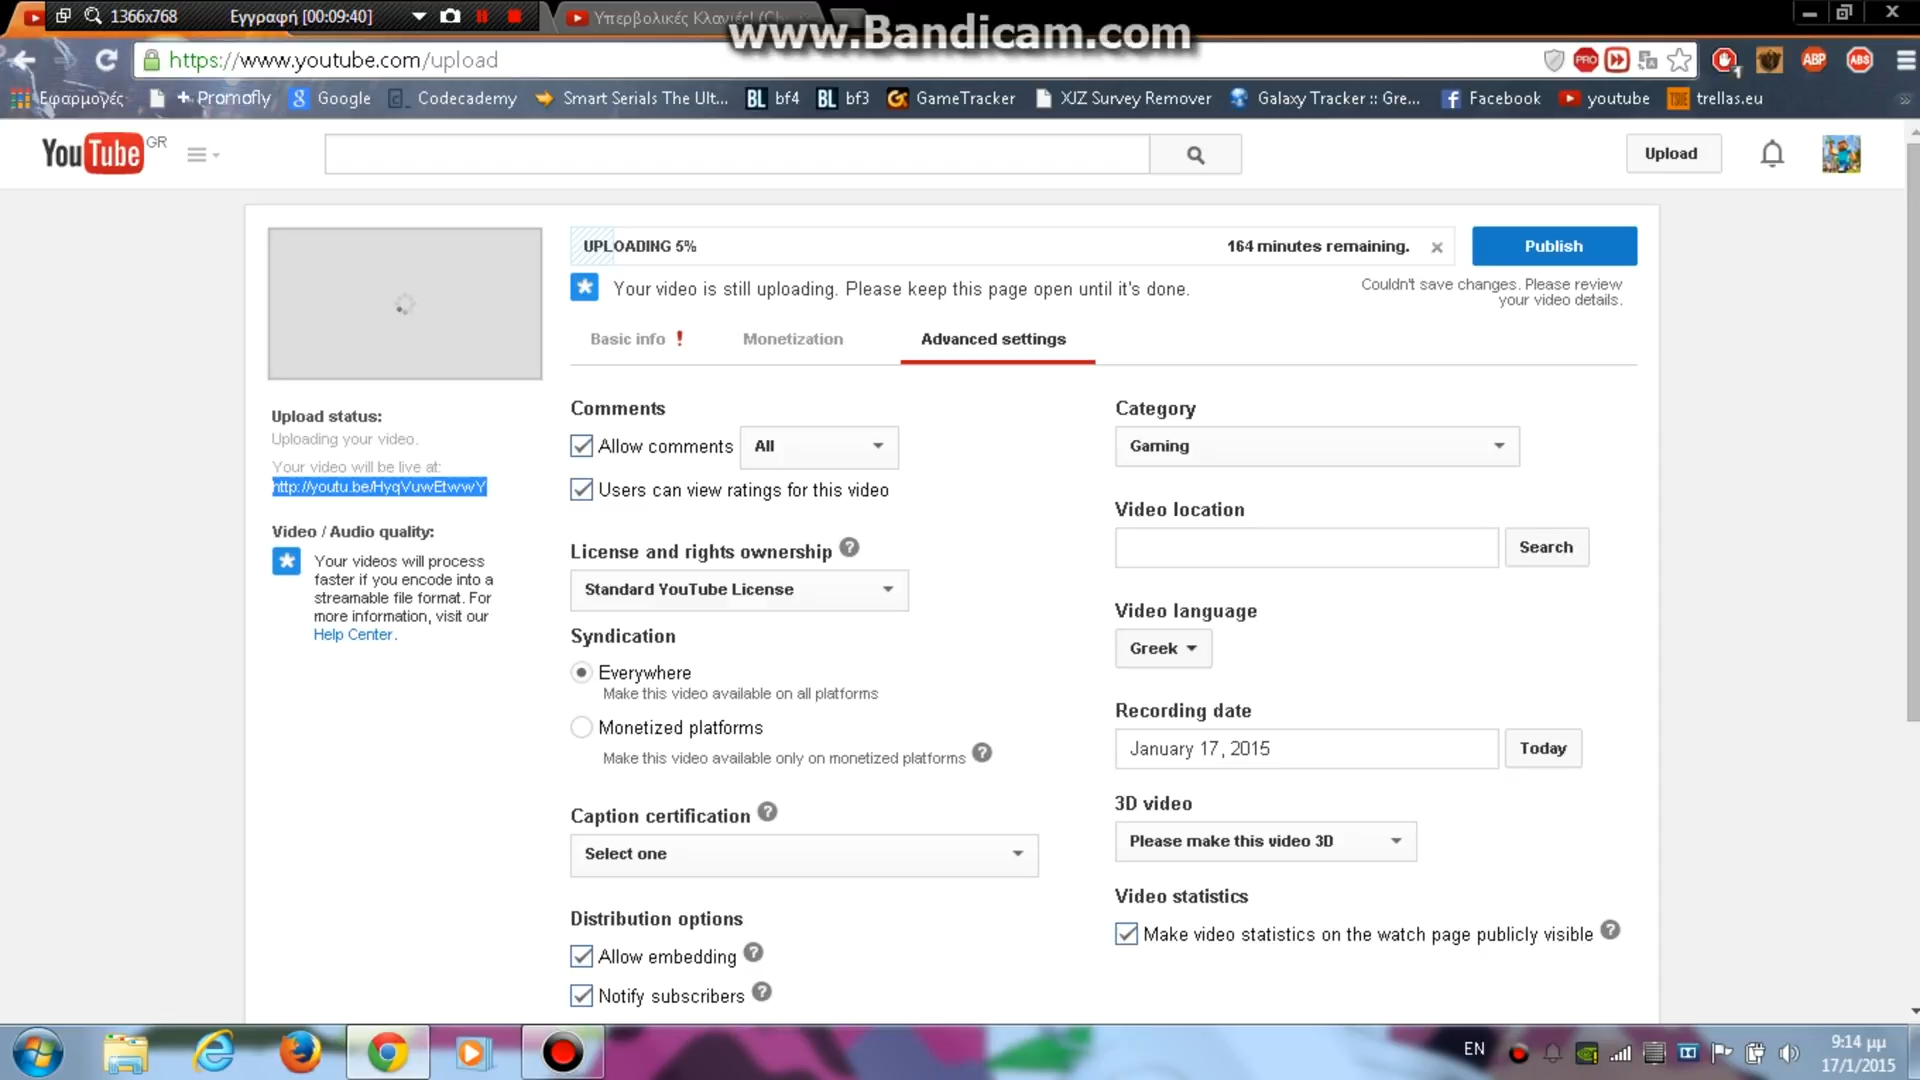 1366x768
Εγγραφή [00:09:40]
Υπερβολικές Κλανιές! (Ch
www.Bandicam.com
https://www.youtube.com/upload
PRO
1
ABP
ABS
Εφαρμογές
+ Promofly
Google
Codecademy
Smart Serials The Ult...
BL bf4
BL bf3
GameTracker
XJZ Survey Remover
Galaxy Tracker :: Gre...
Facebook
youtube
trellas.eu
YouTube GR
Upload
UPLOADING 5%
164 minutes remaining.
Publish
Your video is still uploading. Please keep this page open until it's done.
Couldn't save changes. Please review
your video details.
Basic info !
Monetization
Advanced settings
Upload status:
Uploading your video.
Your video will be live at:
http://youtu.be/HyqVuwEtwwY
Video / Audio quality:
Your videos will process
faster if you encode into a
streamable file format. For
more information, visit our
Help Center.
Comments
Allow comments
All
Users can view ratings for this video
License and rights ownership ?
Standard YouTube License
Syndication
Everywhere
Make this video available on all platforms
Monetized platforms
Make this video available only on monetized platforms ?
Caption certification ?
Select one
Distribution options
Allow embedding ?
Notify subscribers ?
Category
Gaming
Video location
Search
Video language
Greek
Recording date
January 17, 2015
Today
3D video
Please make this video 3D
Video statistics
Make video statistics on the watch page publicly visible ?
EN
9:14 μμ
17/1/2015